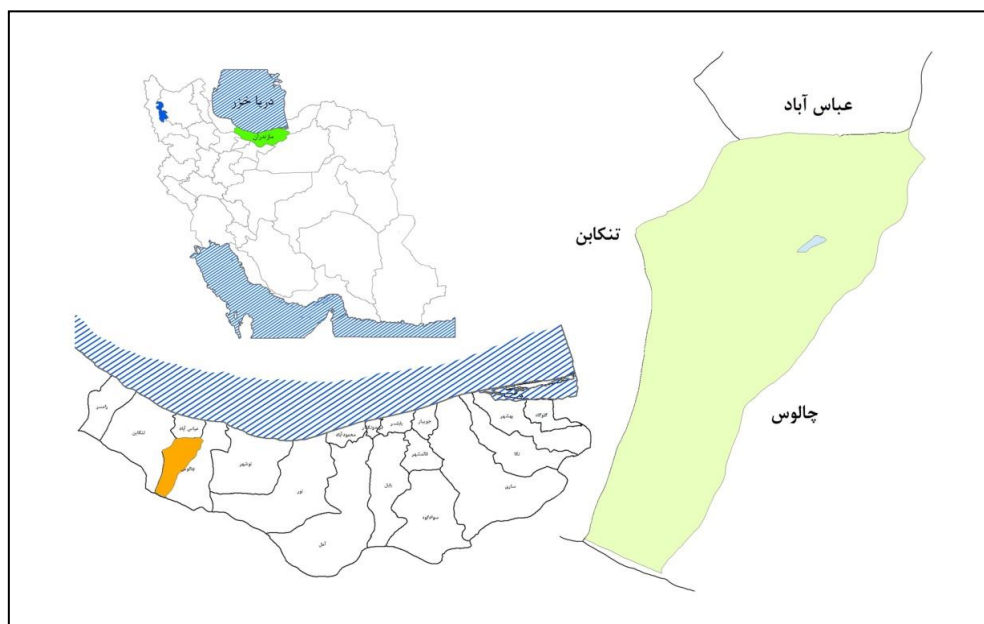 دریا خزر
مازندران
عباس آباد
تنکابن
چالوس
رامسر
تنکابن
عباس آباد
چالوس
نوشهر
نور
آمل
محمودآباد
بابلسر
بابل
جویبار
قائمشهر
سوادکوه
ساری
بهشهر
نکا
گلوگاه